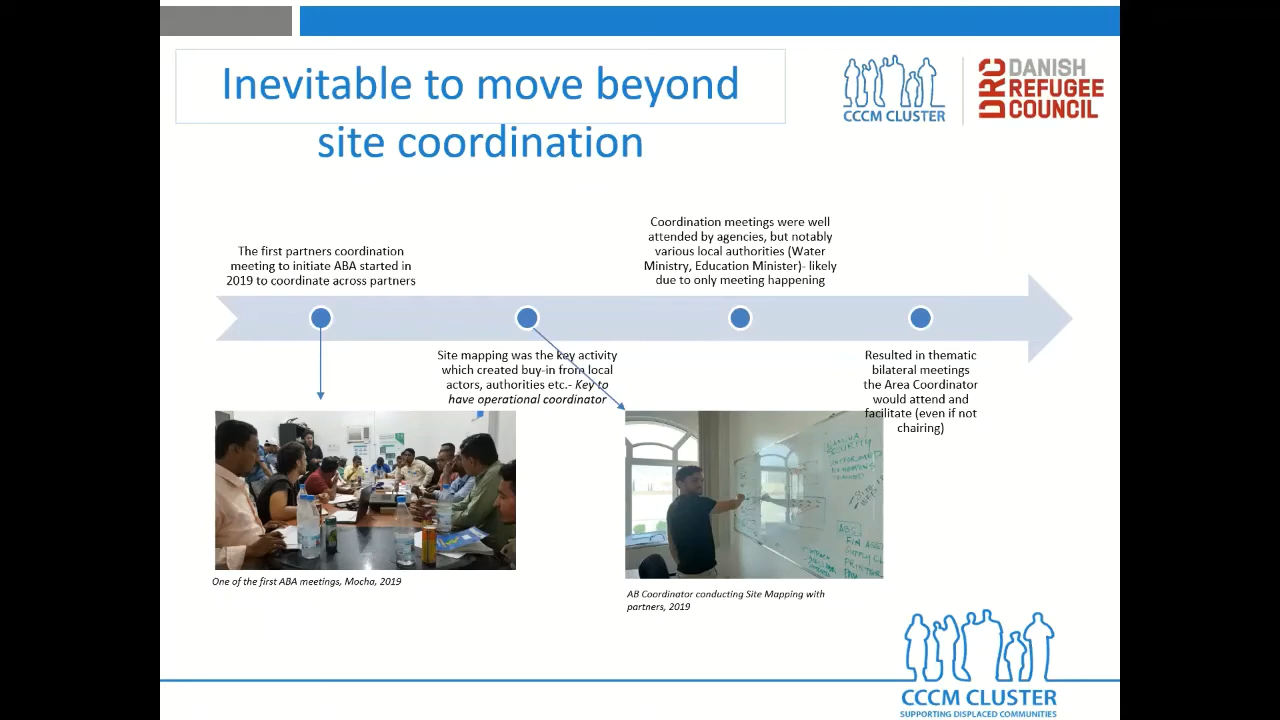 Inevitable to move beyond
site coordination
CCCM CLUSTER
DRC DANISH
REFUGEE
COUNCIL
The first partners coordination
meeting to initiate ABA started in
2019 to coordinate across partners
Coordination meetings were well
attended by agencies, but notably
various local authorities (Water
Ministry, Education Minister)- likely
due to only meeting happening
Site mapping was the key activity
which created buy-in from local
actors, authorities etc.- Key to
have operational coordinator
Resulted in thematic
bilateral meetings
the Area Coordinator
would attend and
facilitate (even if not
chairing)
One of the first ABA meetings, Mocha, 2019
AB Coordinator conducting Site Mapping with
partners, 2019
CCCM CLUSTER
SUPPORTING DISPLACED COMMUNITIES